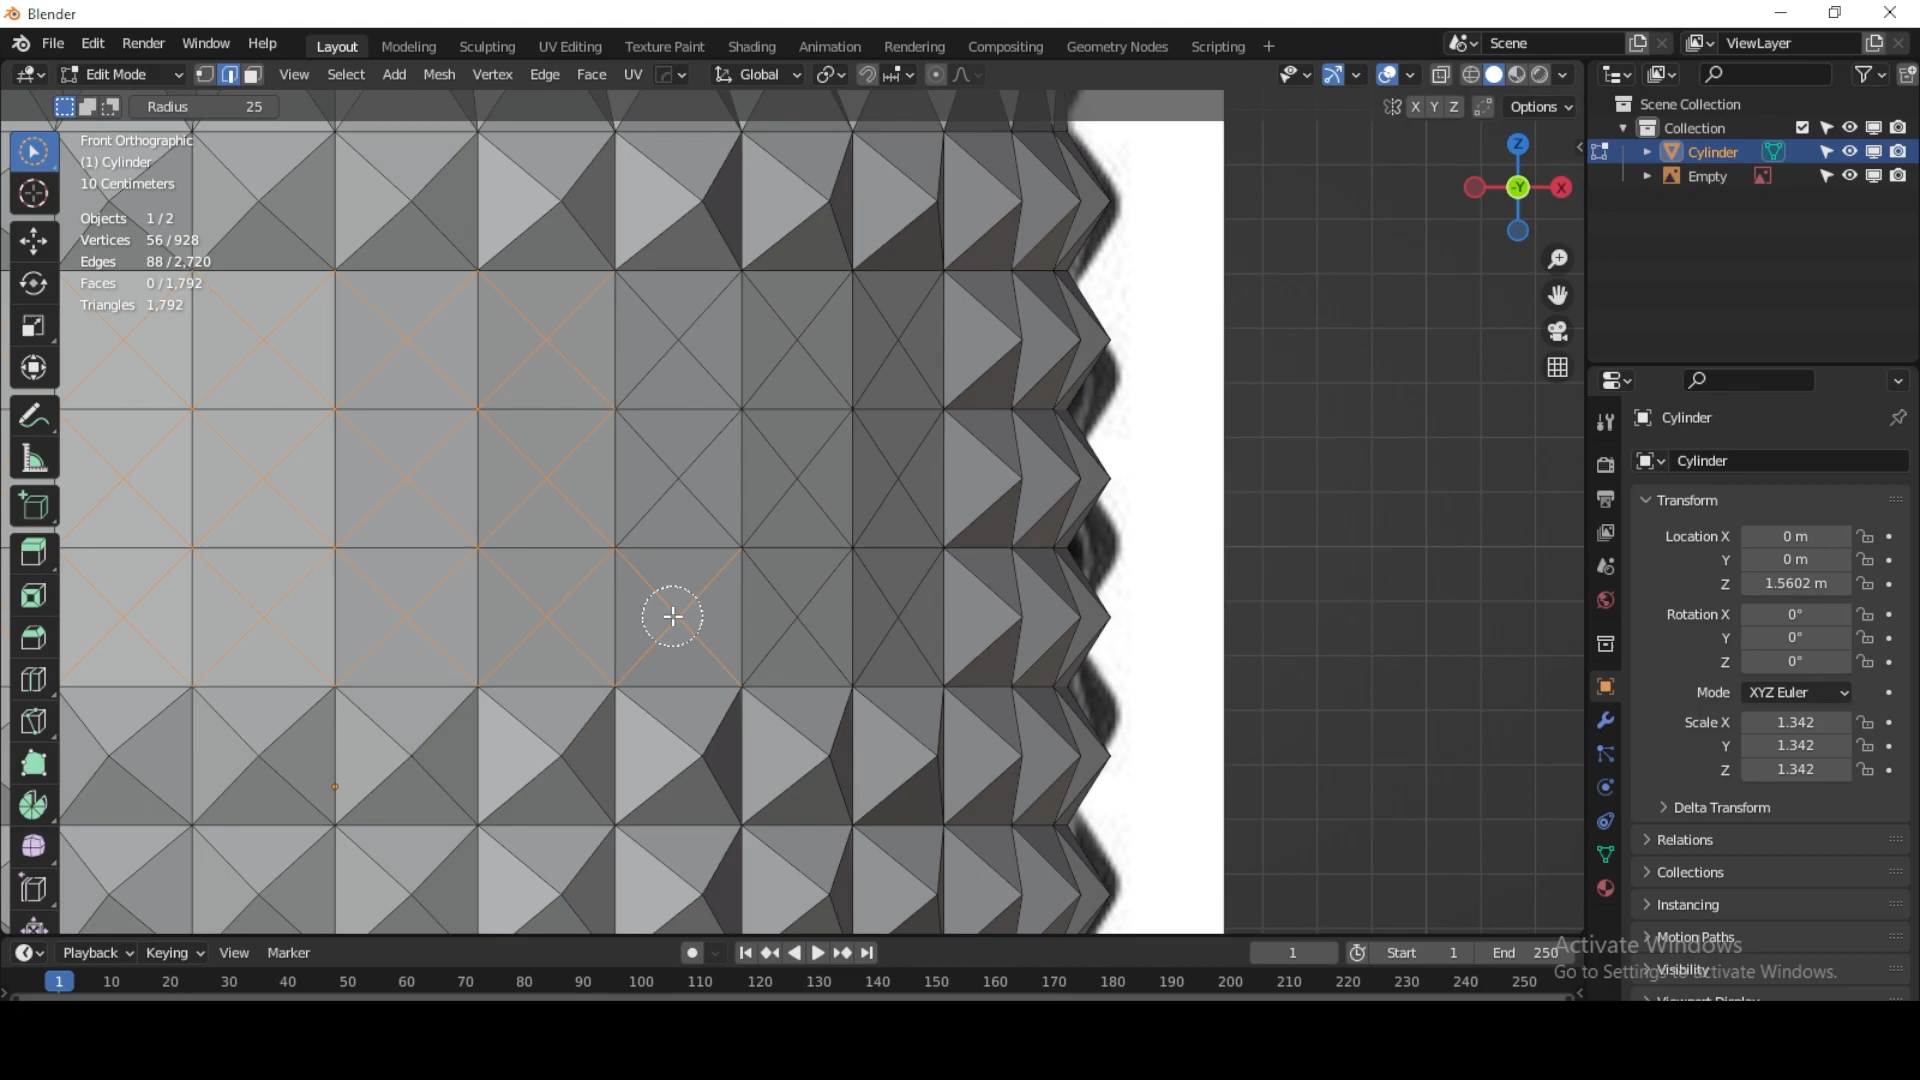 Blender
File Edit Render Window Help Layout Modeling Sculpting UV Editing Texture Paint Shading Animation Rendering Compositing Geometry Nodes Scripting + Scene ViewLayer
Edit Mode View Select Add Mesh Vertex Edge Face UV Global
Radius 25 X Y Z Options
Front Orthographic
(1) Cylinder
10 Centimeters
Objects 1/2
Vertices 56/928
Edges 88/2,720
Faces 0/1,792
Triangles 1,792
Z
-Y X
Scene Collection
Collection
Cylinder
Empty
Cylinder
Cylinder
Transform
Location X 0 m
Y 0 m
Z 1.5602 m
Rotation X 0°
Y 0°
Z 0°
Mode XYZ Euler
Scale X 1.342
Y 1.342
Z 1.342
Delta Transform
Relations
Collections
Instancing
Motion Paths
Visibility
Viewport Display
Activate Windows
Go to Settings to activate Windows.
Playback Keying View Marker 1 Start 1 End 250
1 10 20 30 40 50 60 70 80 90 100 110 120 130 140 150 160 170 180 190 200 210 220 230 240 250